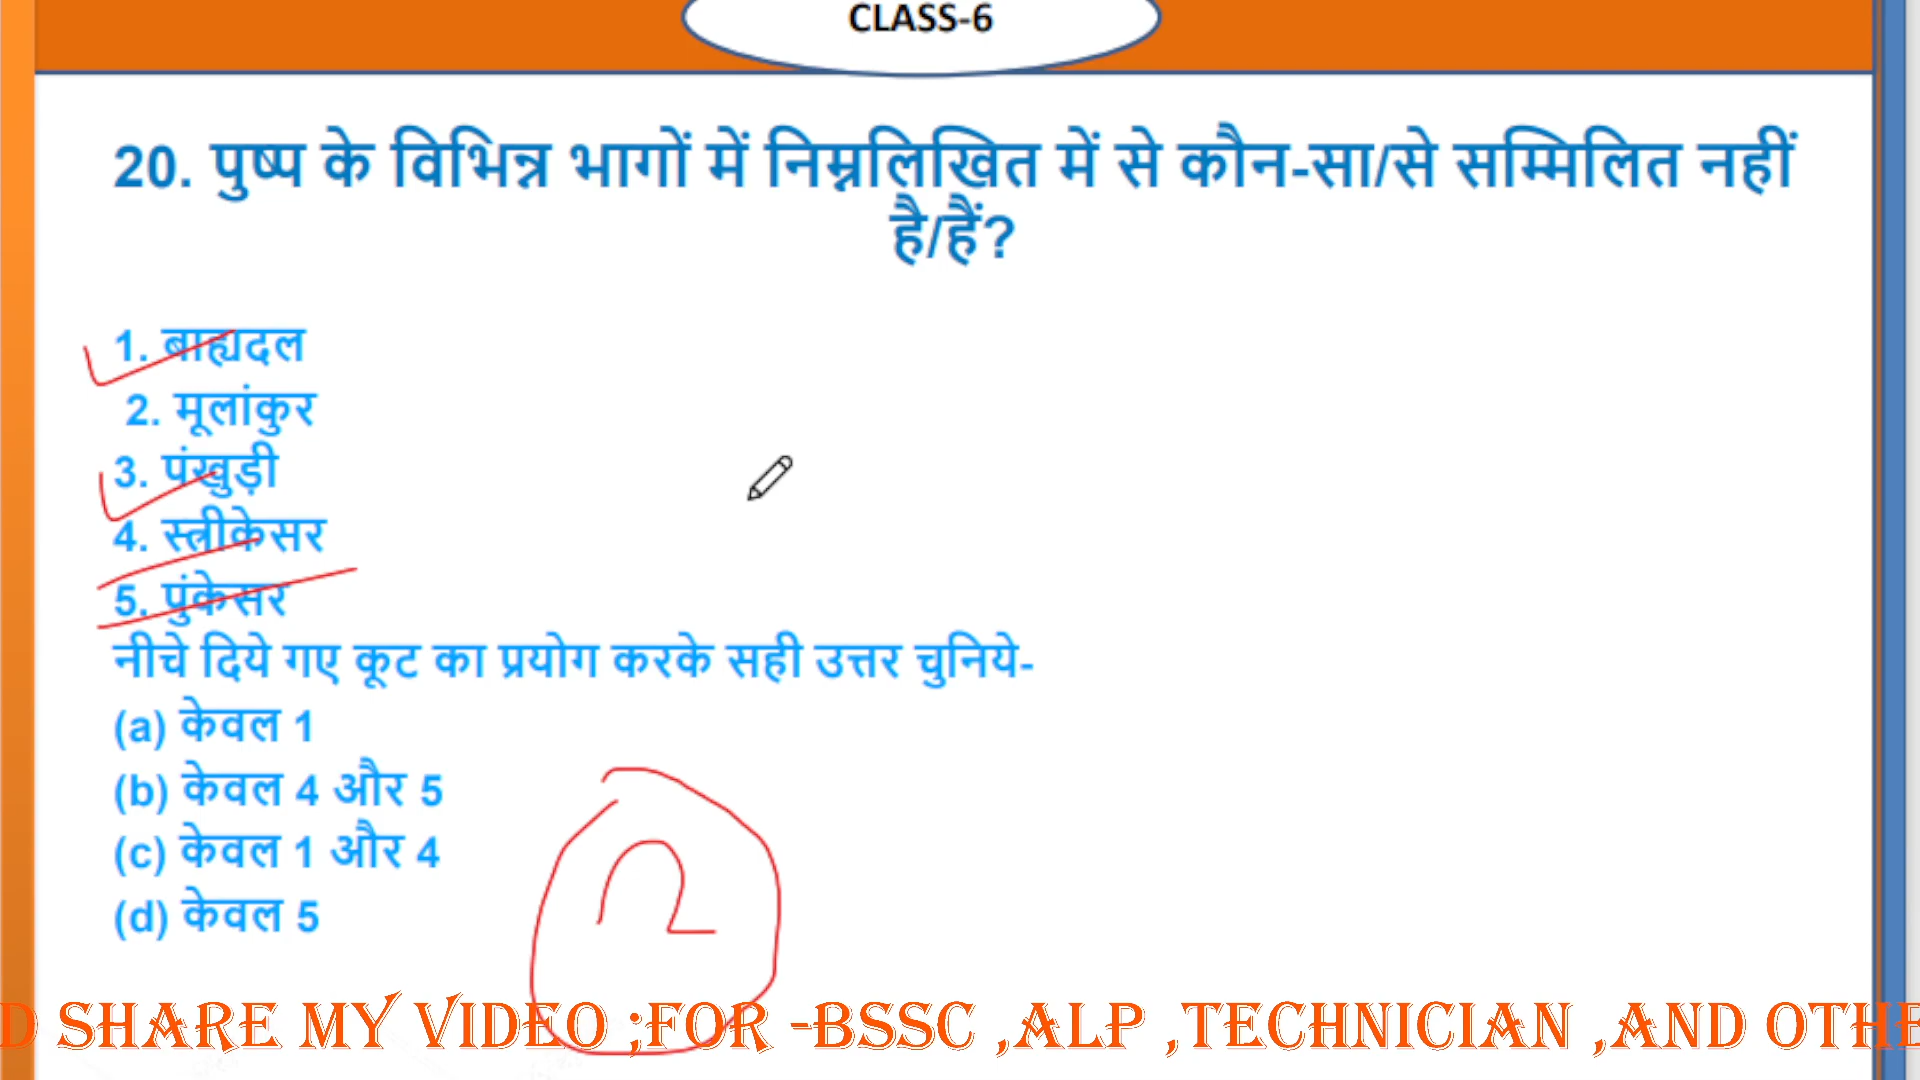 CLASS-6
20. पुष्प के विभिन्न भागों में निम्नलिखित में से कौन-सा/से सम्मिलित नहीं
है/हैं?
1. बाह्यदल
2. मूलांकुर
3. पंखुड़ी
4. स्त्रीकेसर
5. पुंकेसर
नीचे दिये गए कूट का प्रयोग करके सही उत्तर चुनिये-
(a) केवल 1
(b) केवल 4 और 5
(c) केवल 1 और 4
(d) केवल 5
2
D SHARE MY VIDEO ;FOR -BSSC ,ALP ,TECHNICIAN ,AND OTHE